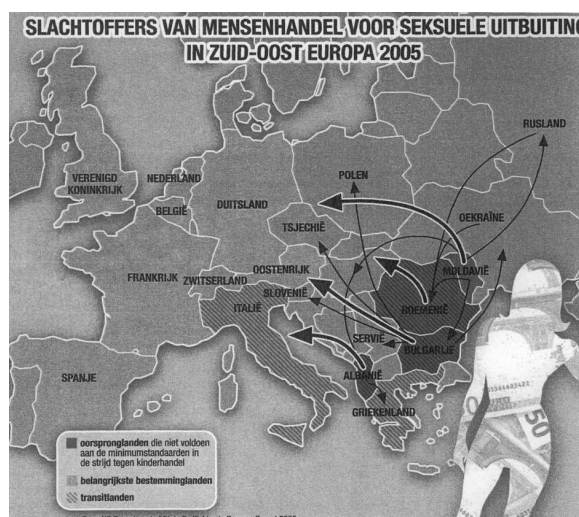 SLACHTOFFERS VAN MENSENHANDEL VOOR SEKSUELE UITBUITING
IN ZUID-OOST EUROPA 2005
RUSLAND
VERENIGD
KONINKRIJK
NEDERLAND
POLEN
BELGIË
DUITSLAND
OEKRAÏNE
TSJECHIË
FRANKRIJK
ZWITSERLAND
OOSTENRIJK
MOLDAVIË
SLOVENIË
ITALIË
ROEMENIË
SERVIË
BULGARIJE
SPANJE
ALBANIË
GRIEKENLAND
50
oorspronglanden die niet voldoen
aan de minimumstandaarden in
de strijd tegen kinderhandel
belangrijkste bestemminglanden
transitlanden